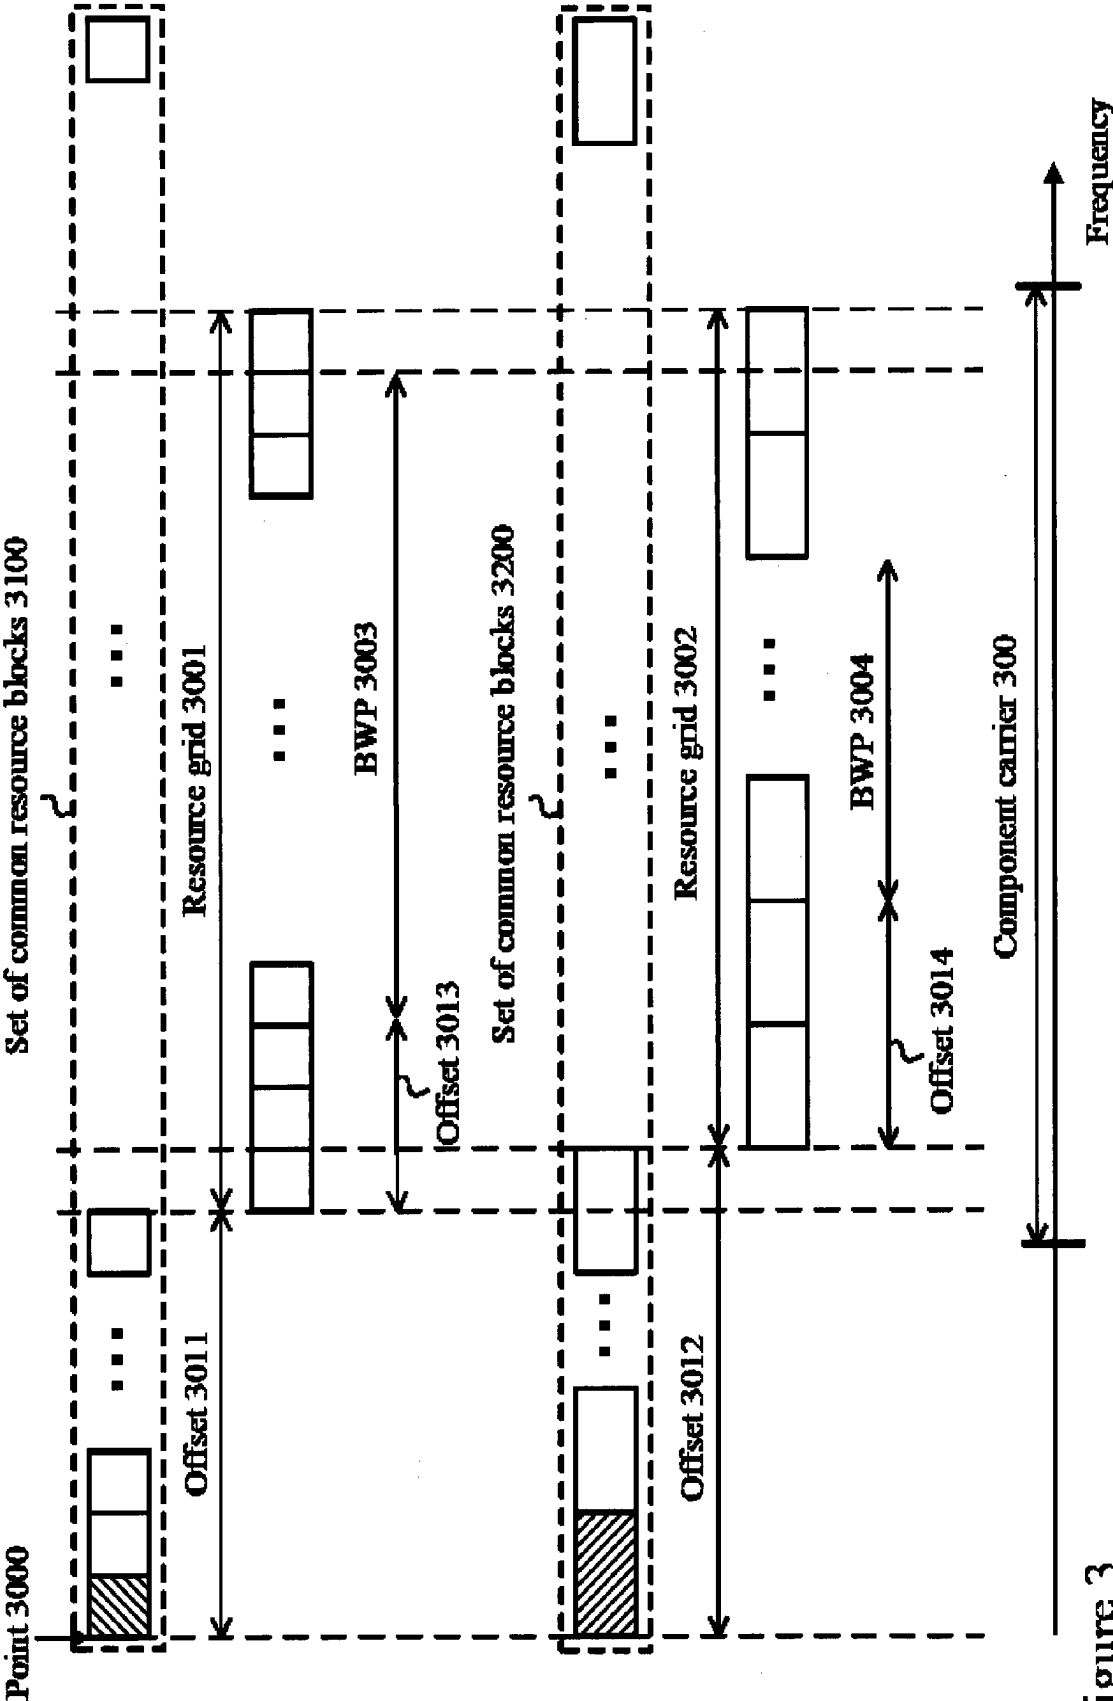 Point 3000
Set of common resource blocks 3100
Offset 3011
Resource grid 3001
Offset 3013
BWP 3003
Set of common resource blocks 3200
Offset 3012
Resource grid 3002
Offset 3014
BWP 3004
Component carrier 300
Frequency
igure 3